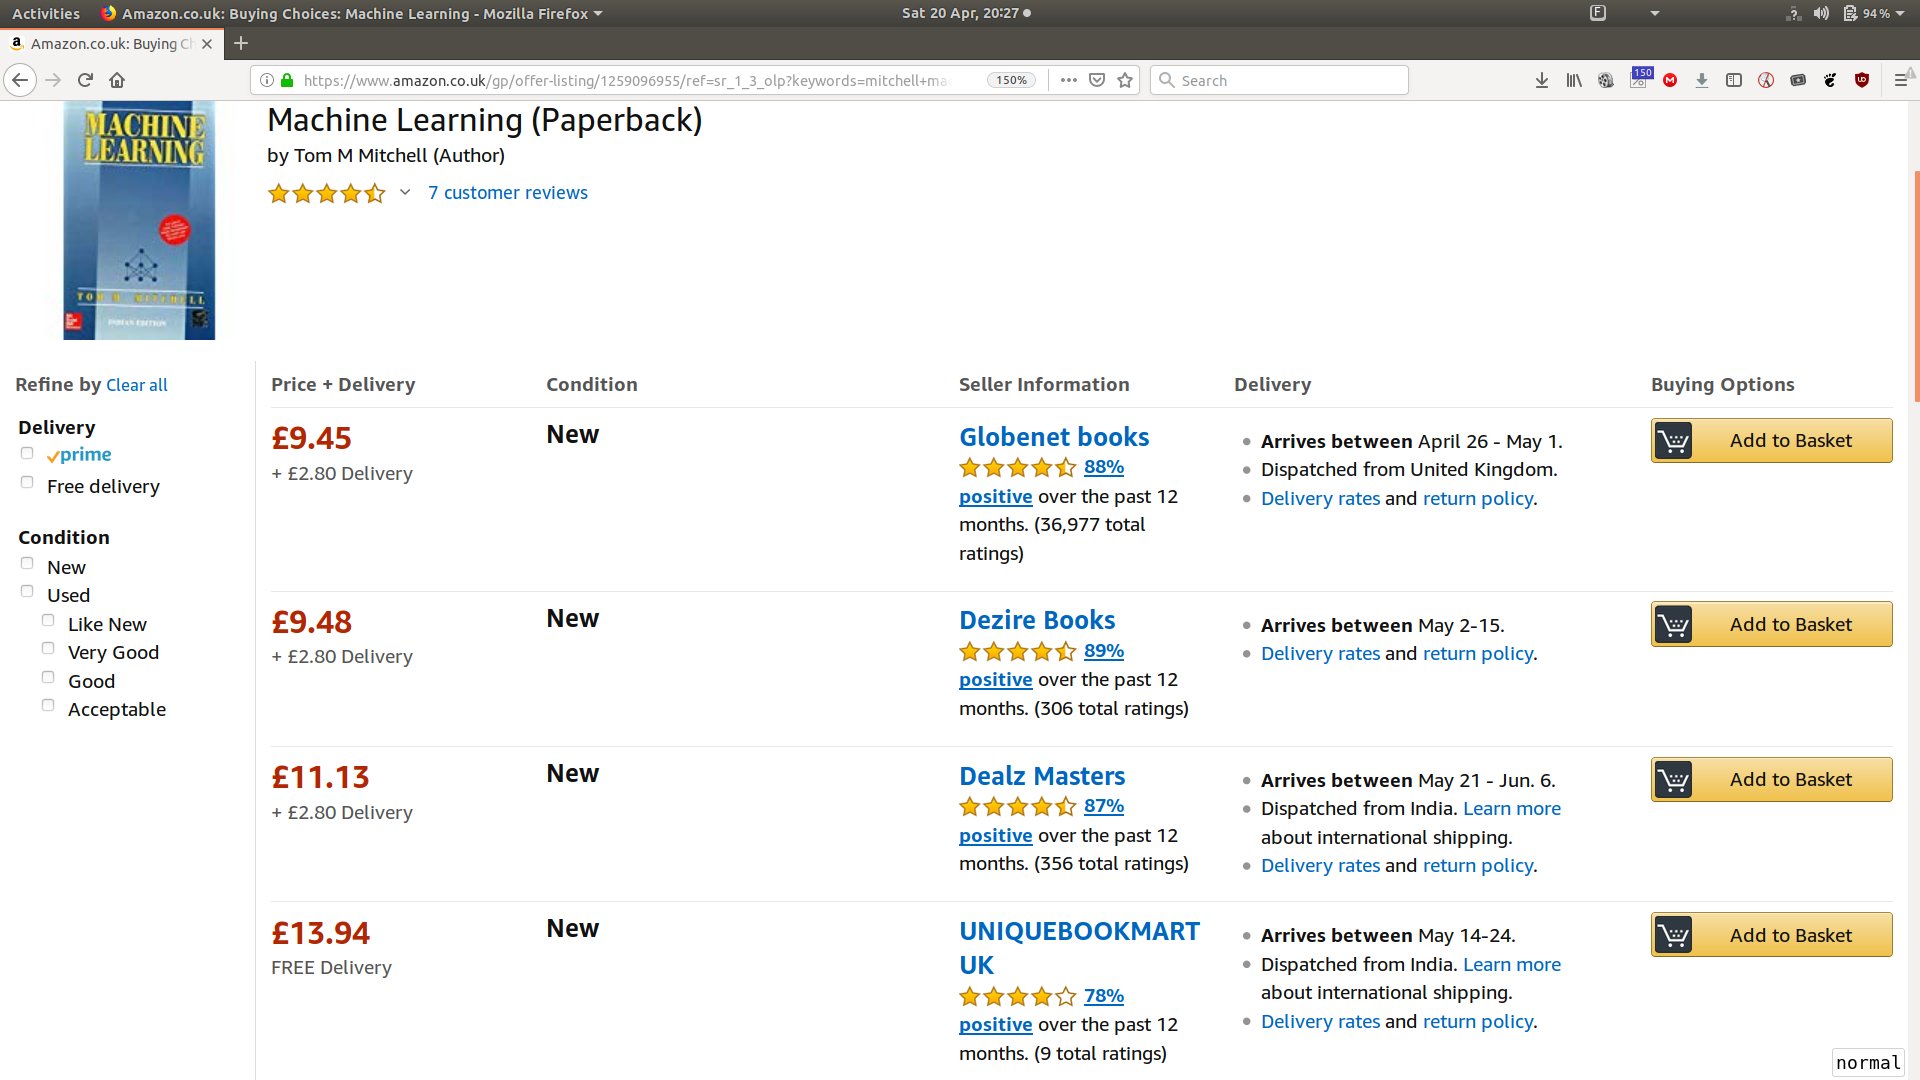 Activities Amazon.co.uk: Buying Choices: Machine Learning - Mozilla Firefox Sat 20 Apr, 20:27 F ? 94 %
Amazon.co.uk: Buying Ch
https://www.amazon.co.uk/gp/offer-listing/1259096955/ref=sr_1_3_olp?keywords=mitchell+ma 150% Search 150
MACHINE
LEARNING
TOM M. MITCHELL
INDIAN EDITION
Machine Learning (Paperback)
by Tom M Mitchell (Author)
7 customer reviews
Refine by Clear all
Delivery
prime
Free delivery
Condition
New
Used
Like New
Very Good
Good
Acceptable
Price + Delivery Condition Seller Information Delivery Buying Options
£9.45
+ £2.80 Delivery
New
Globenet books
88%
positive over the past 12
months. (36,977 total
ratings)
Arrives between April 26 - May 1.
Dispatched from United Kingdom.
Delivery rates and return policy.
Add to Basket
£9.48
+ £2.80 Delivery
New
Dezire Books
89%
positive over the past 12
months. (306 total ratings)
Arrives between May 2-15.
Delivery rates and return policy.
Add to Basket
£11.13
+ £2.80 Delivery
New
Dealz Masters
87%
positive over the past 12
months. (356 total ratings)
Arrives between May 21 - Jun. 6.
Dispatched from India. Learn more
about international shipping.
Delivery rates and return policy.
Add to Basket
£13.94
FREE Delivery
New
UNIQUEBOOKMART
UK
78%
positive over the past 12
months. (9 total ratings)
Arrives between May 14-24.
Dispatched from India. Learn more
about international shipping.
Delivery rates and return policy.
Add to Basket
normal